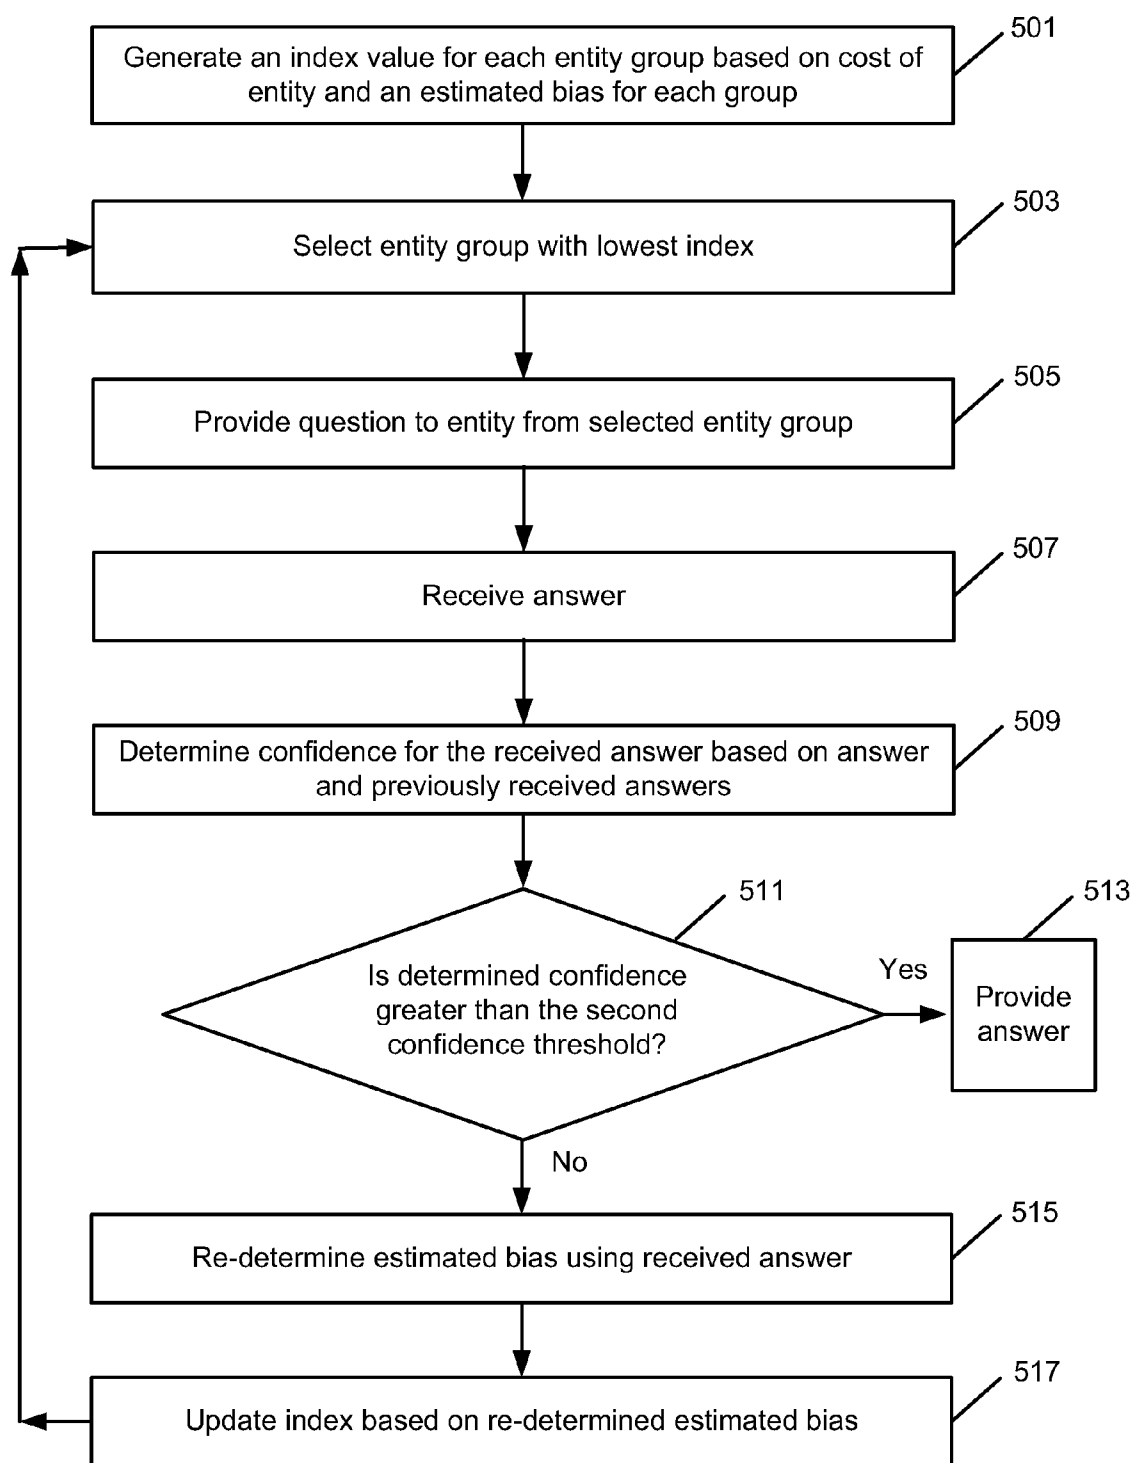 501
Generate an index value for each entity group based on cost of
entity and an estimated bias for each group
503
Select entity group with lowest index
505
Provide question to entity from selected entity group
507
Receive answer
509
Determine confidence for the received answer based on answer
and previously received answers
511
513
Is determined confidence
greater than the second
confidence threshold?
Yes
Provide
answer
No
515
Re-determine estimated bias using received answer
517
Update index based on re-determined estimated bias